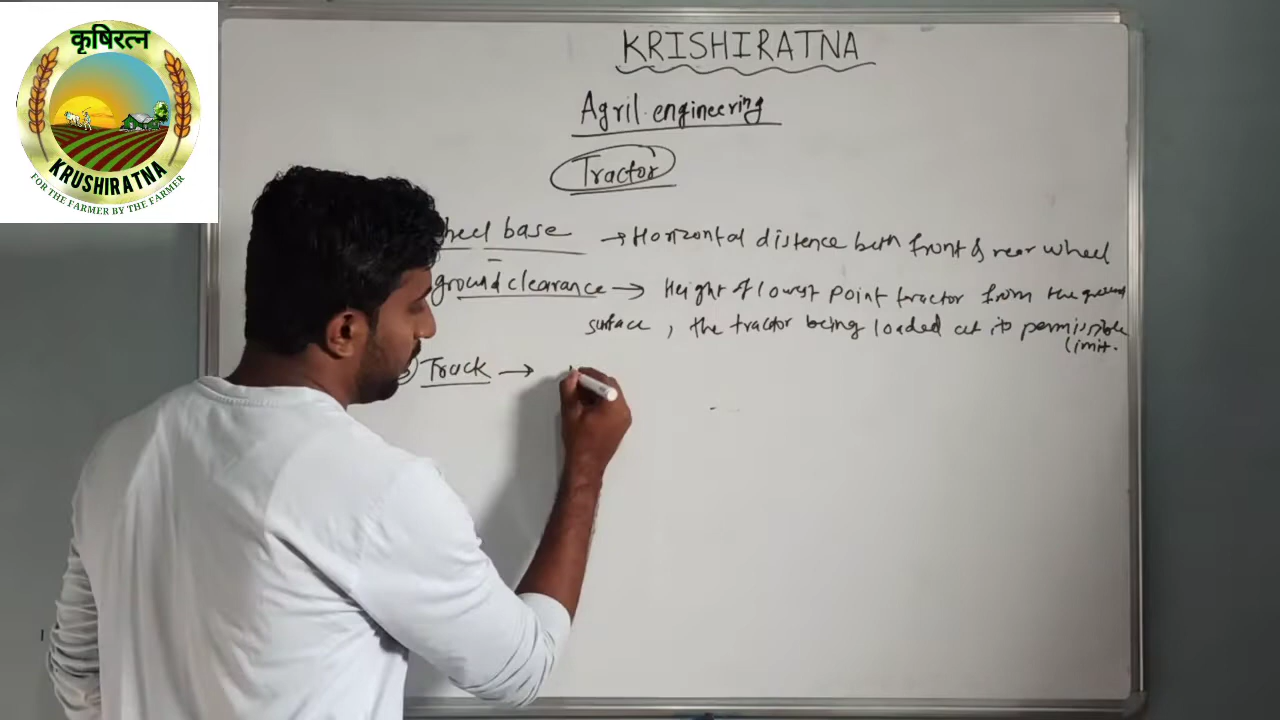 कृषिरत्न
KRUSHIRATNA
FOR THE FARMER BY THE FARMER
KRISHIRATNA
Agril. engineering
Tractor
heel base → Horizontal distence beth front & rear wheel
ground clearance → Height of lowest point tractor from the ground
surface, the tractor being loaded at its permissible
limit.
Track →